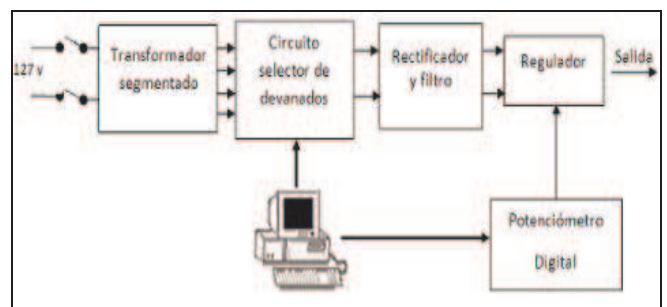 127 v
Transformador
segmentado
Circuito
selector de
devanados
Rectificador
y filtro
Regulador
Salida
Potenciómetro
Digital